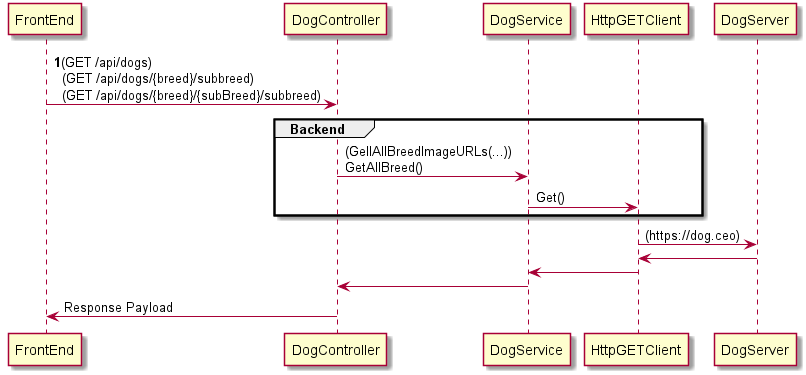 FrontEnd
DogController
DogService
HttpGETClient
DogServer
1(GET /api/dogs)
(GET /api/dogs/{breed}/subbreed)
(GET /api/dogs/{breed}/{subBreed}/subbreed)
Backend
(GellAllBreedImageURLs(...))
GetAllBreed()
Get()
(https://dog.ceo)
Response Payload
FrontEnd
DogController
DogService
HttpGETClient
DogServer